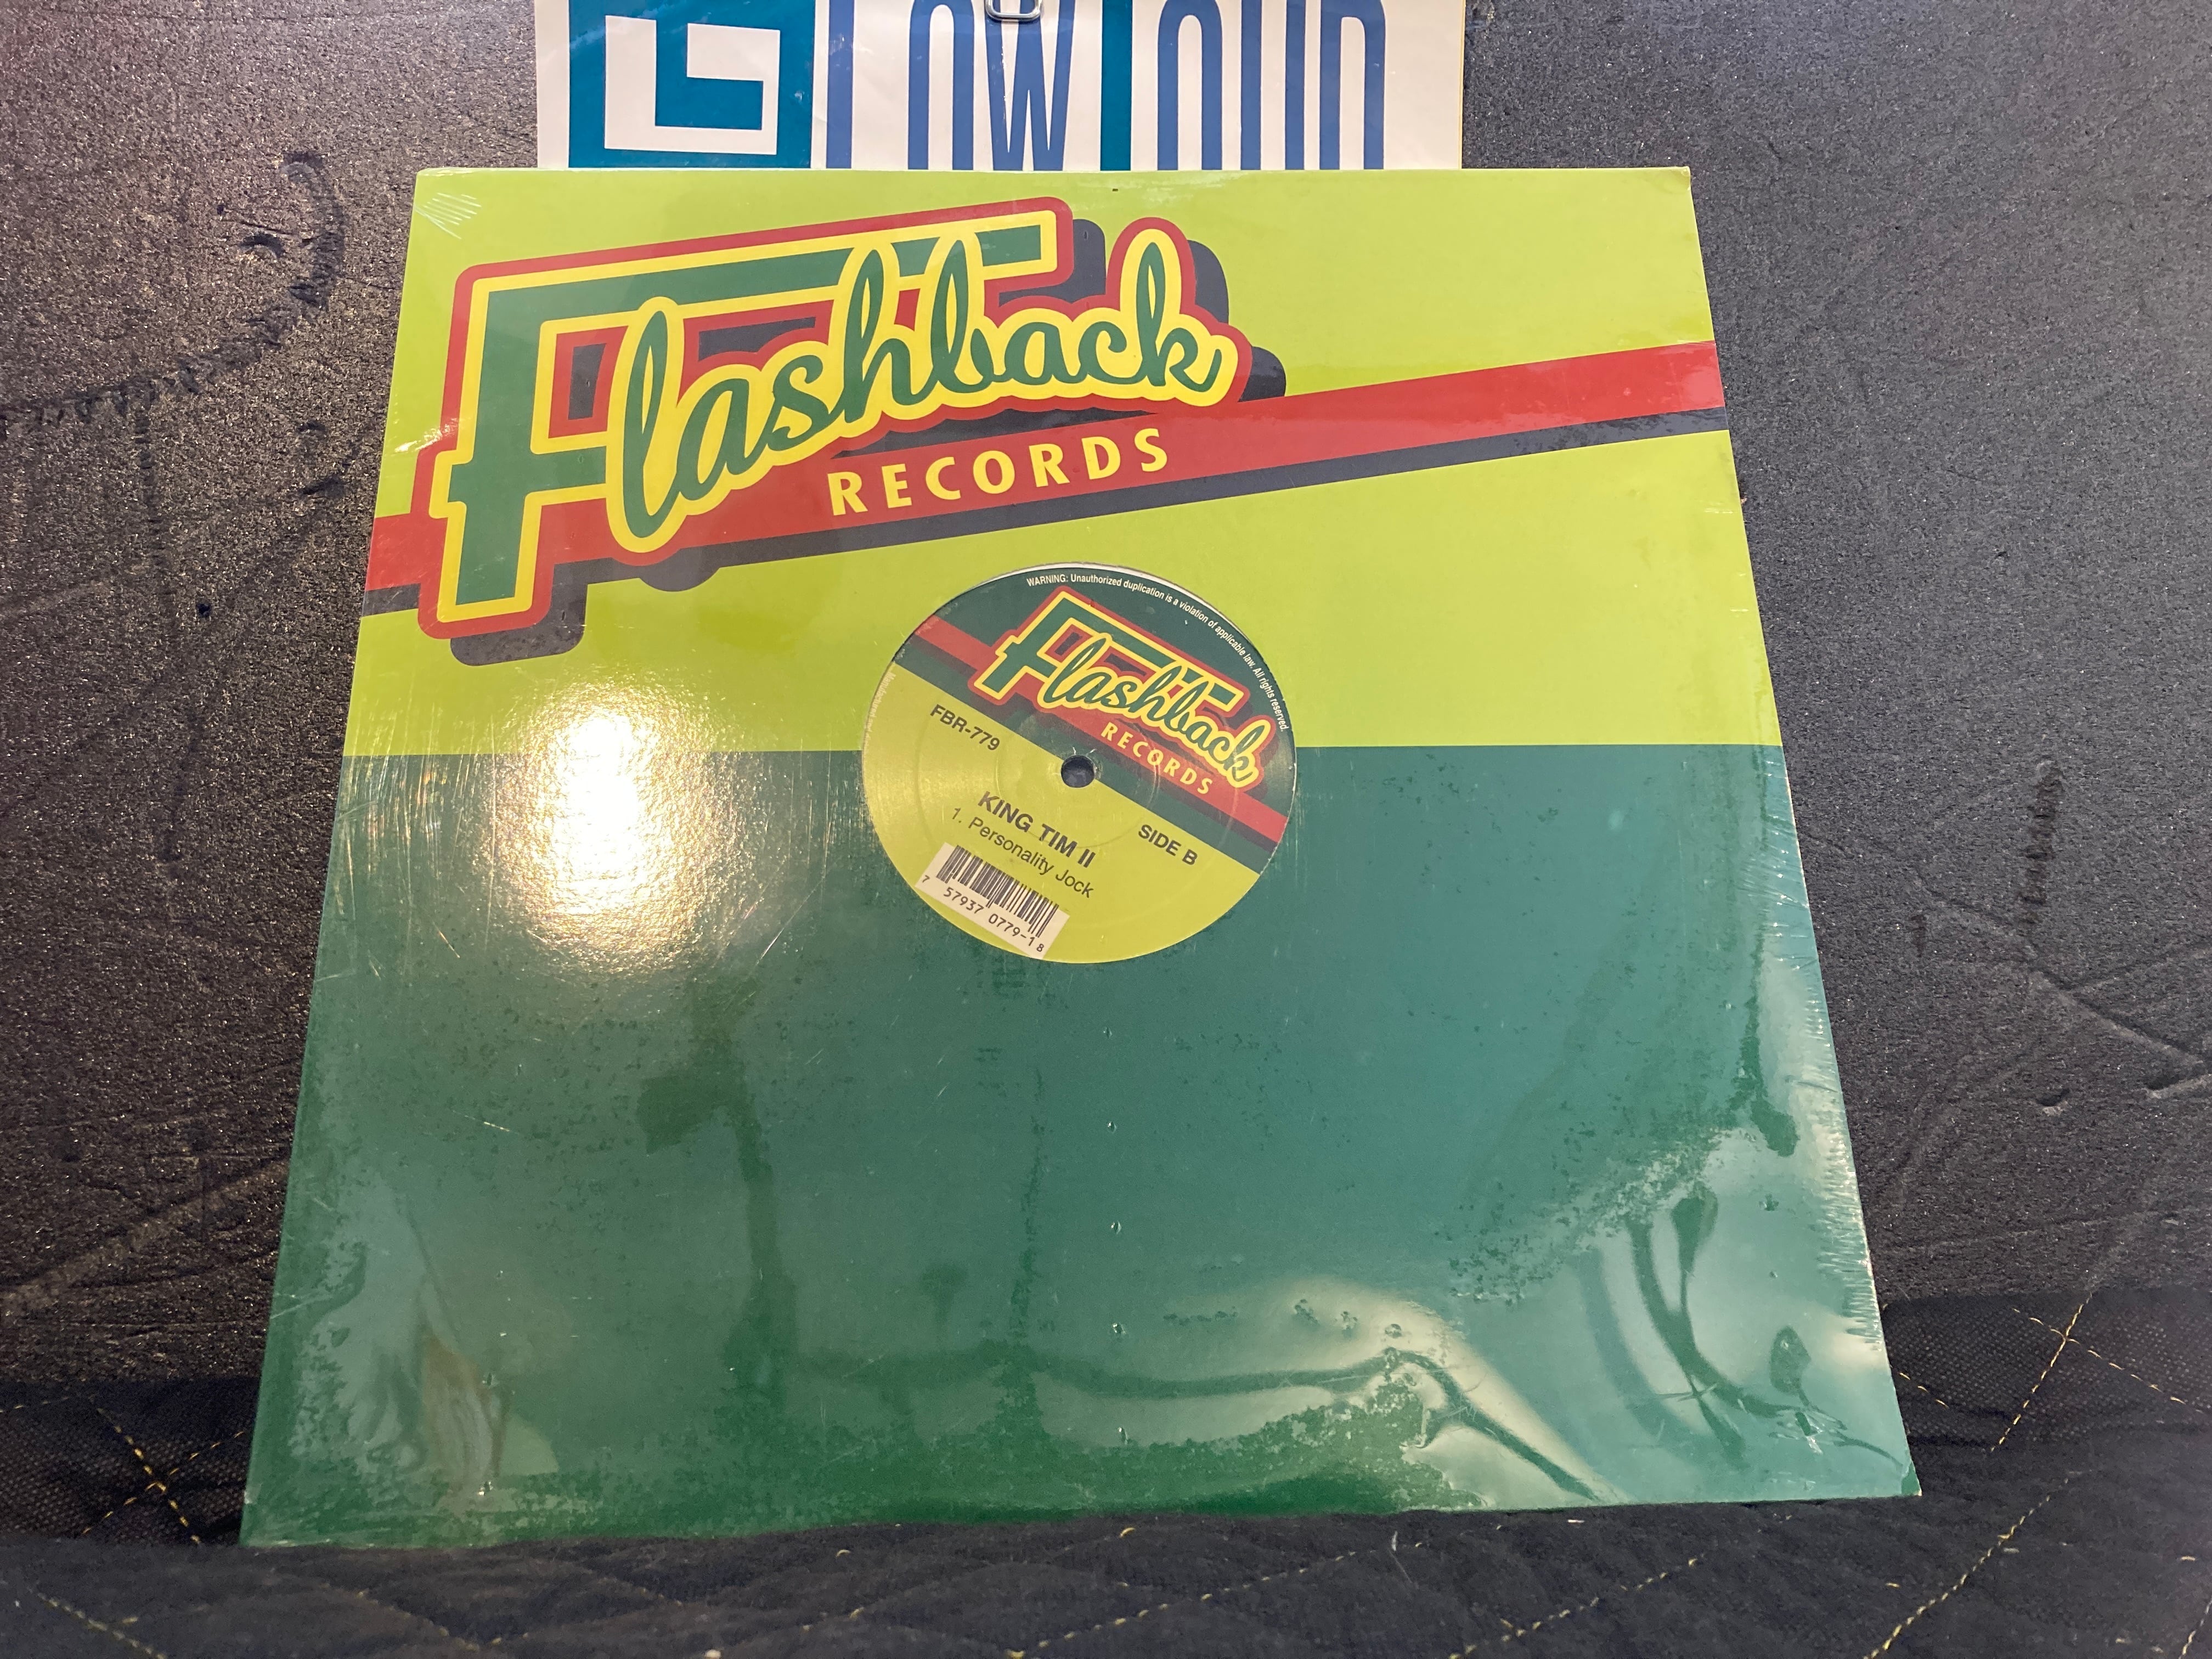 LOWLOUD
Flashback
RECORDS
WARNING: Unauthorized duplication is a violation of applicable law. All rights reserved.
Flashback
RECORDS
FBR-779
SIDE B
KING TIM II
1. Personality Jock
7 57937 0779-1 8